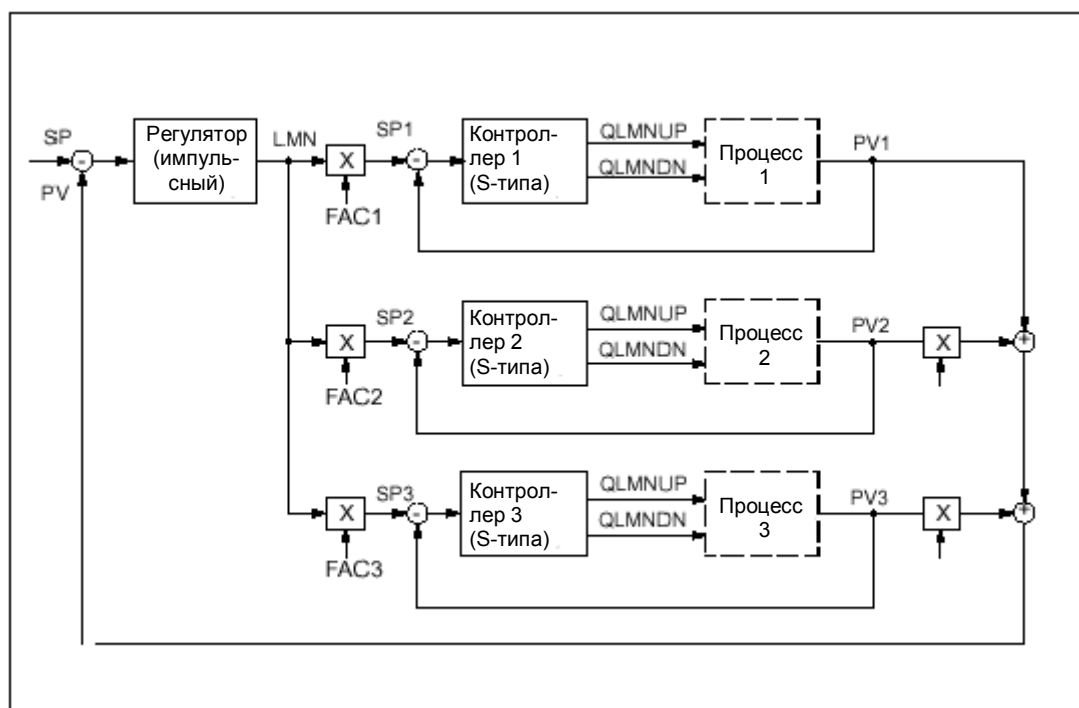 SP
PV
Регулятор
(импуль-
сный)
LMN
X
FAC1
SP1
-
-
Контрол-
лер 1
(S-типа)
QLMNUP
QLMNDN
Процесс
1
PV1
X
FAC2
SP2
-
Контрол-
лер 2
(S-типа)
QLMNUP
QLMNDN
Процесс
2
PV2
X
+
X
FAC3
SP3
-
Контрол-
лер 3
(S-типа)
QLMNUP
QLMNDN
Процесс
3
PV3
X
+